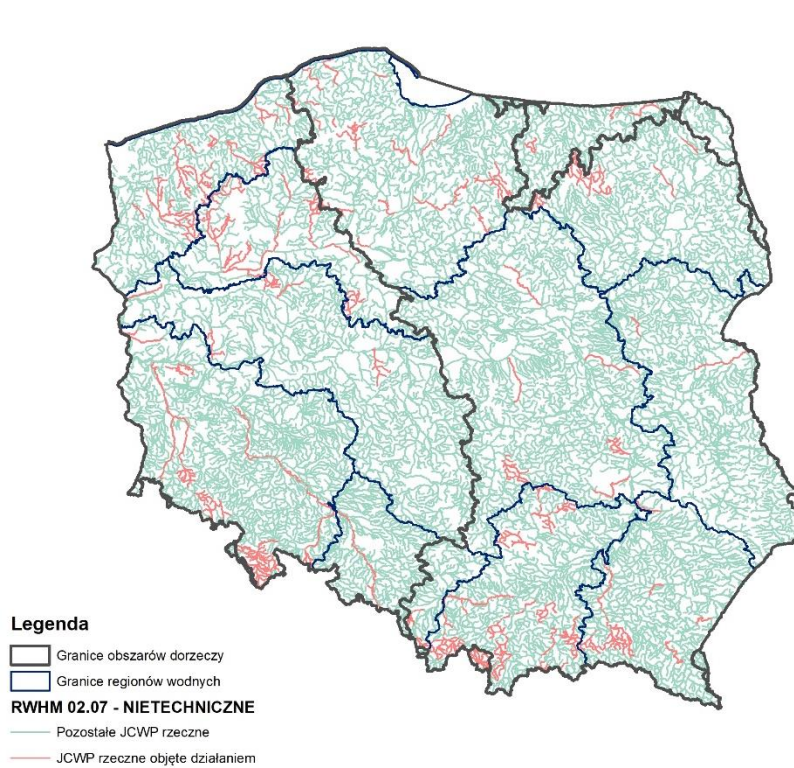 Legenda
Granice obszarów dorzeczy
Granice regionów wodnych
RWHM 02.07 - NIETECHNICZNE
Pozostałe JCWP rzeczne
JCWP rzeczne objęte działaniem